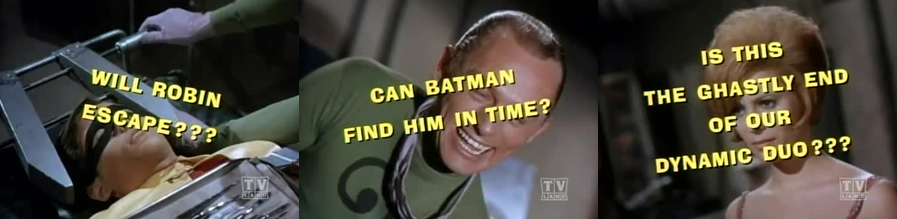 WILL ROBIN
ESCAPE???
TV
LAND
CAN BATMAN
FIND HIM IN TIME?
TV
LAND
IS THIS
THE GHASTLY END
OF OUR
DYNAMIC DUO???
TV
LAND